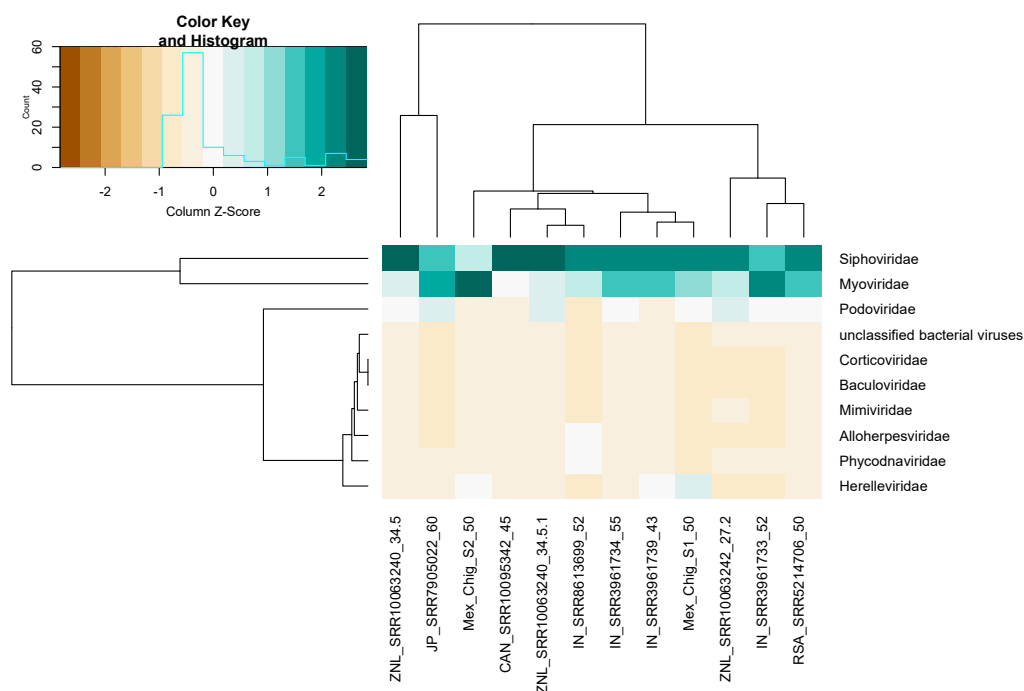 Color Key
and Histogram
Count
0 20 40 60
-2 -1 0 1 2
Column Z-Score
Siphoviridae
Myoviridae
Podoviridae
unclassified bacterial viruses
Corticoviridae
Baculoviridae
Mimiviridae
Alloherpesviridae
Phycodnaviridae
Herelleviridae
ZNL_SRR10063240_34.5
JP_SRR7905022_60
Mex_Chig_S2_50
CAN_SRR10095342_45
ZNL_SRR10063240_34.5.1
IN_SRR8613699_52
IN_SRR3961734_55
IN_SRR3961739_43
Mex_Chig_S1_50
ZNL_SRR10063242_27.2
IN_SRR3961733_52
RSA_SRR5214706_50